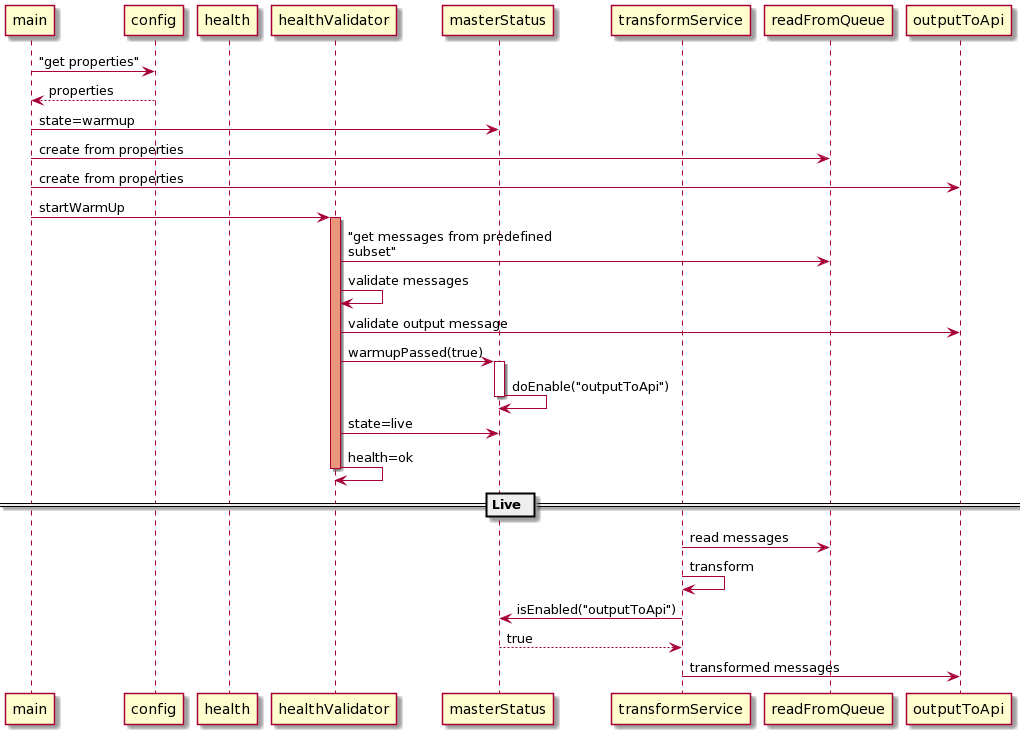 main config health healthValidator masterStatus transformService readFromQueue outputToApi
"get properties"
properties
state=warmup
create from properties
create from properties
startWarmUp
"get messages from predefined
subset"
validate messages
validate output message
warmupPassed(true)
doEnable("outputToApi")
state=live
health=ok
Live
read messages
transform
isEnabled("outputToApi")
true
transformed messages
main config health healthValidator masterStatus transformService readFromQueue outputToApi